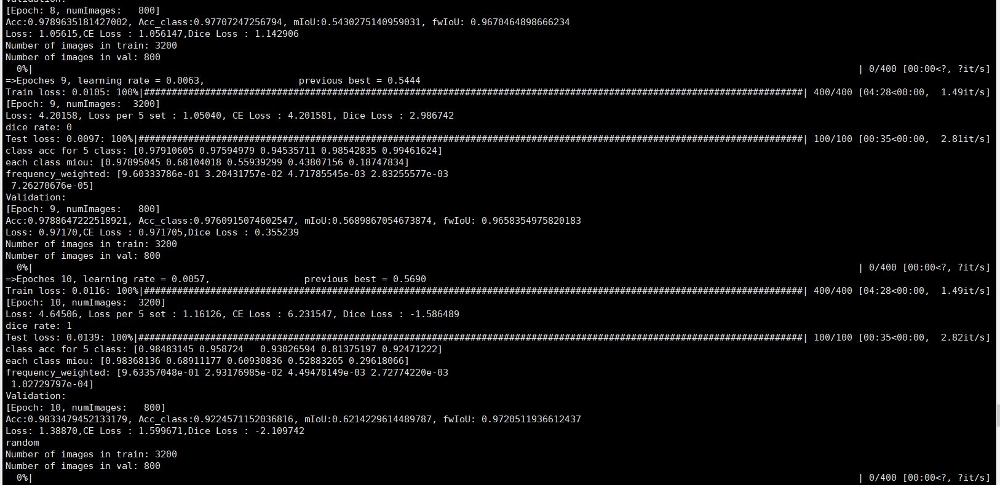 Validation:
[Epoch: 8, numImages:   800]
Acc:0.9789635181427002, Acc_class:0.97707247256794, mIoU:0.5430275140959031, fwIoU: 0.9670464898666234
Loss: 1.05615,CE Loss : 1.056147,Dice Loss : 1.142906
Number of images in train: 3200
Number of images in val: 800
  0%|          | 0/400 [00:00<?, ?it/s]
=>Epoches 9, learning rate = 0.0063,                 previous best = 0.5444
Train loss: 0.0105: 100%|#######################################################################################################################| 400/400 [04:28<00:00,  1.49it/s]
[Epoch: 9, numImages:  3200]
Loss: 4.20158, Loss per 5 set : 1.05040, CE Loss : 4.201581, Dice Loss : 2.986742
dice rate: 0
Test loss: 0.0097: 100%|########################################################################################################################| 100/100 [00:35<00:00,  2.81it/s]
class acc for 5 class: [0.97910605 0.97594979 0.94535711 0.98542835 0.99461624]
each class miou: [0.97895045 0.68104018 0.55939299 0.43807156 0.18747834]
frequency_weighted: [9.60333786e-01 3.20431757e-02 4.71785545e-03 2.83255577e-03
 7.26270676e-05]
Validation:
[Epoch: 9, numImages:   800]
Acc:0.9788647222518921, Acc_class:0.9760915074602547, mIoU:0.5689867054673874, fwIoU: 0.9658354975820183
Loss: 0.97170,CE Loss : 0.971705,Dice Loss : 0.355239
Number of images in train: 3200
Number of images in val: 800
  0%|          | 0/400 [00:00<?, ?it/s]
=>Epoches 10, learning rate = 0.0057,                 previous best = 0.5690
Train loss: 0.0116: 100%|#######################################################################################################################| 400/400 [04:28<00:00,  1.49it/s]
[Epoch: 10, numImages:  3200]
Loss: 4.64506, Loss per 5 set : 1.16126, CE Loss : 6.231547, Dice Loss : -1.586489
dice rate: 1
Test loss: 0.0139: 100%|########################################################################################################################| 100/100 [00:35<00:00,  2.82it/s]
class acc for 5 class: [0.98483145 0.958724   0.93026594 0.81375197 0.92471222]
each class miou: [0.98368136 0.68911177 0.60930836 0.52883265 0.29618066]
frequency_weighted: [9.63357048e-01 2.93176985e-02 4.49478149e-03 2.72774220e-03
 1.02729797e-04]
Validation:
[Epoch: 10, numImages:   800]
Acc:0.9833479452133179, Acc_class:0.9224571152036816, mIoU:0.6214229614489787, fwIoU: 0.9720511936612437
Loss: 1.38870,CE Loss : 1.599671,Dice Loss : -2.109742
random
Number of images in train: 3200
Number of images in val: 800
  0%|          | 0/400 [00:00<?, ?it/s]